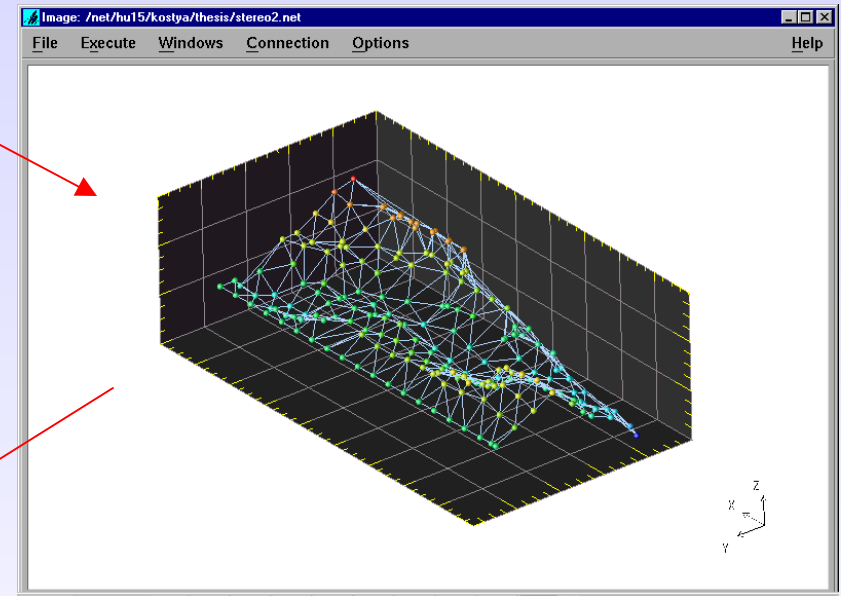 Image: /net/hu15/kostya/thesis/stereo2.net
File Execute Windows Connection Options Help
Z
X
Y